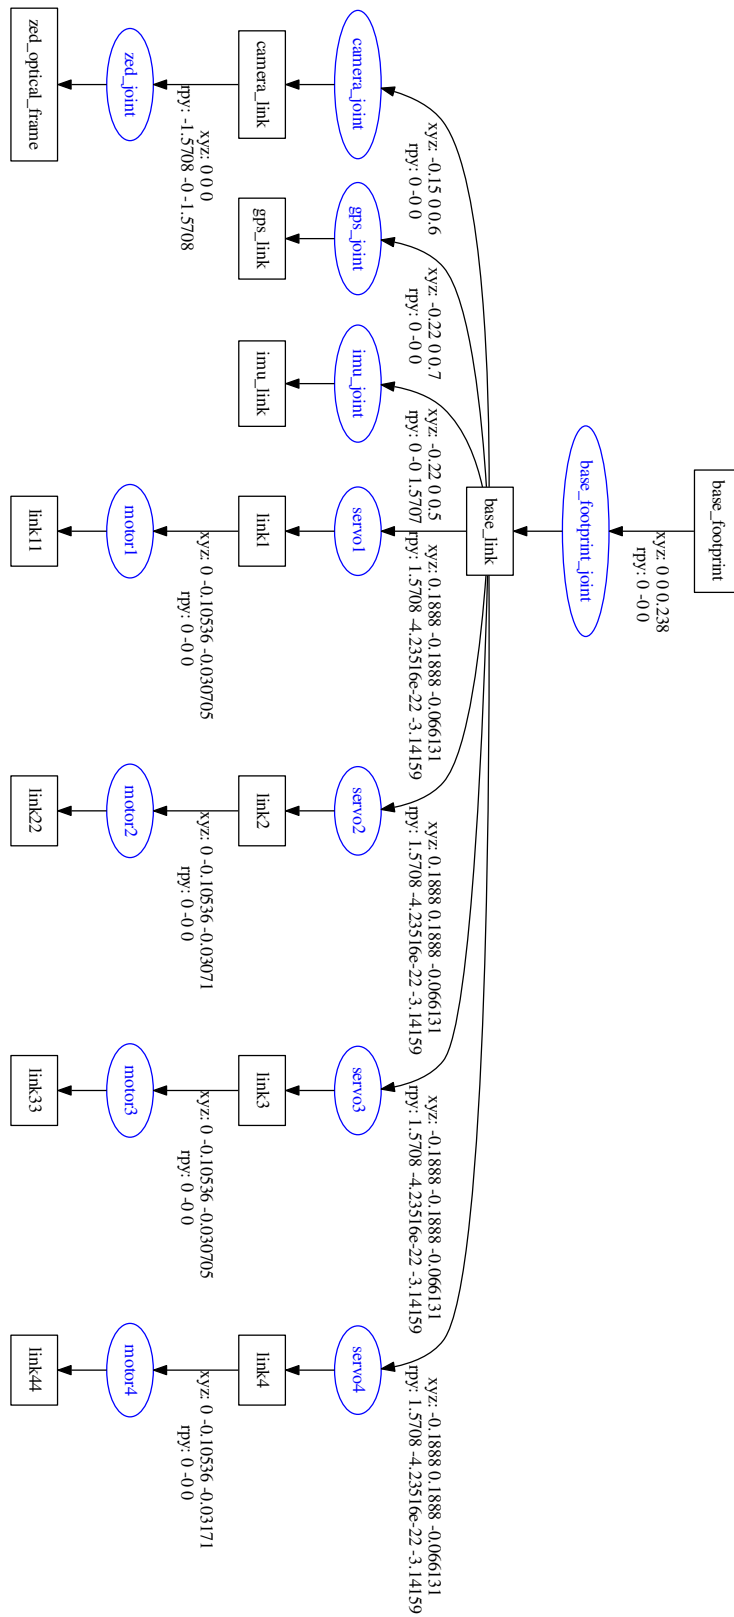 base_footprint
xyz: 0 0 0.238
rpy: 0 -0 0
base_footprint_joint
base_link
xyz: -0.15 0 0.6
rpy: 0 -0 0
xyz: -0.22 0 0.7
rpy: 0 -0 0
xyz: -0.22 0 0.5
rpy: 0 -0 1.5707
xyz: 0.1888 -0.1888 -0.066131
rpy: 1.5708 -4.23516e-22 -3.14159
xyz: 0.1888 0.1888 -0.066131
rpy: 1.5708 -4.23516e-22 -3.14159
xyz: -0.1888 -0.1888 -0.066131
rpy: 1.5708 -4.23516e-22 -3.14159
xyz: -0.1888 0.1888 -0.066131
rpy: 1.5708 -4.23516e-22 -3.14159
camera_joint
gps_joint
imu_joint
servo1
servo2
servo3
servo4
camera_link
gps_link
imu_link
link1
link2
link3
link4
xyz: 0 0 0
rpy: -1.5708 -0 -1.5708
xyz: 0 -0.10536 -0.030705
rpy: 0 -0 0
xyz: 0 -0.10536 -0.03071
rpy: 0 -0 0
xyz: 0 -0.10536 -0.030705
rpy: 0 -0 0
xyz: 0 -0.10536 -0.03171
rpy: 0 -0 0
zed_joint
motor1
motor2
motor3
motor4
zed_optical_frame
link11
link22
link33
link44